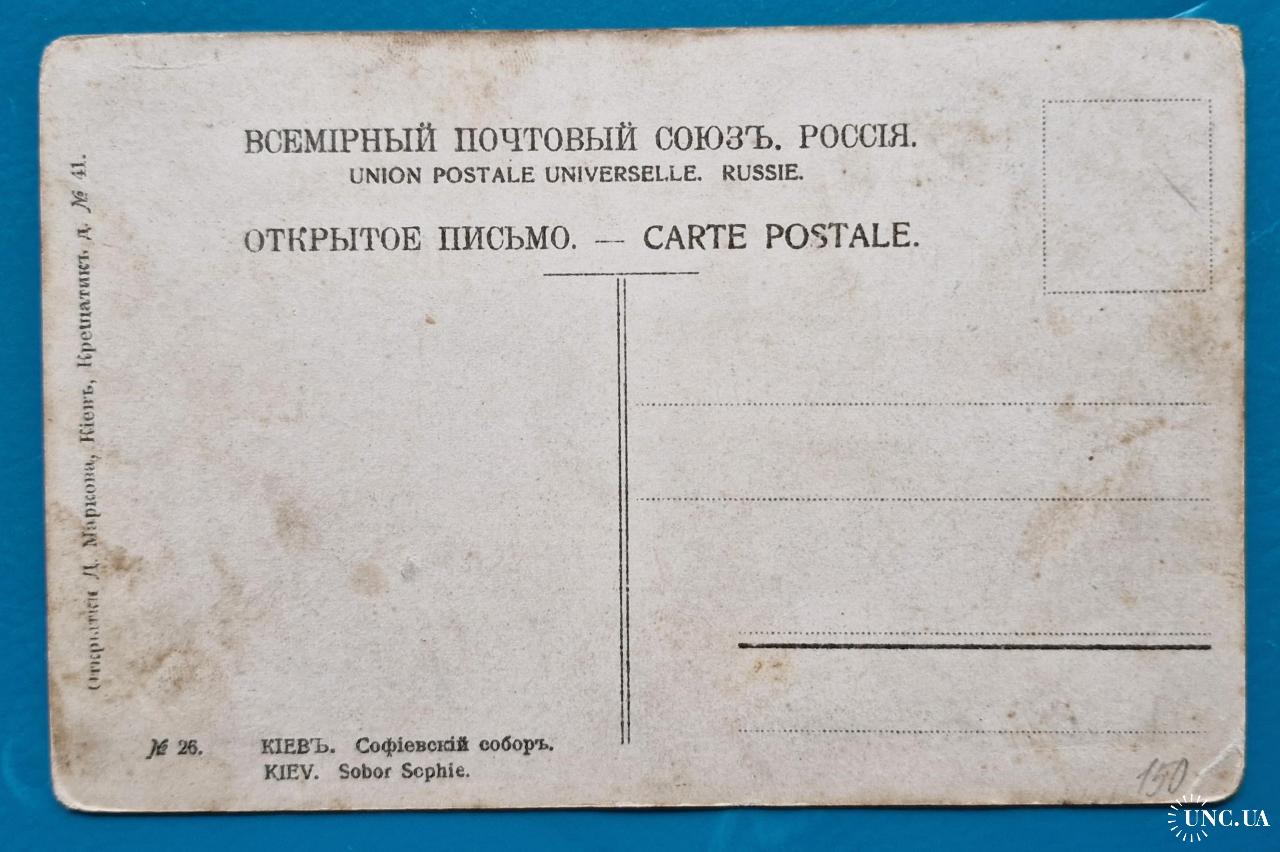 ВСЕМІРНЫЙ ПОЧТОВЫЙ СОЮЗЪ. РОССІЯ.
UNION POSTALE UNIVERSELLE. RUSSIE.
ОТКРЫТОЕ ПИСЬМО. — CARTE POSTALE.
Открытки Д. Маркова, Кіевъ, Крещатикъ д. № 41.
№ 26. КІЕВЪ. Софіевскій соборъ.
KIEV. Sobor Sophie.
150
UNC.UA